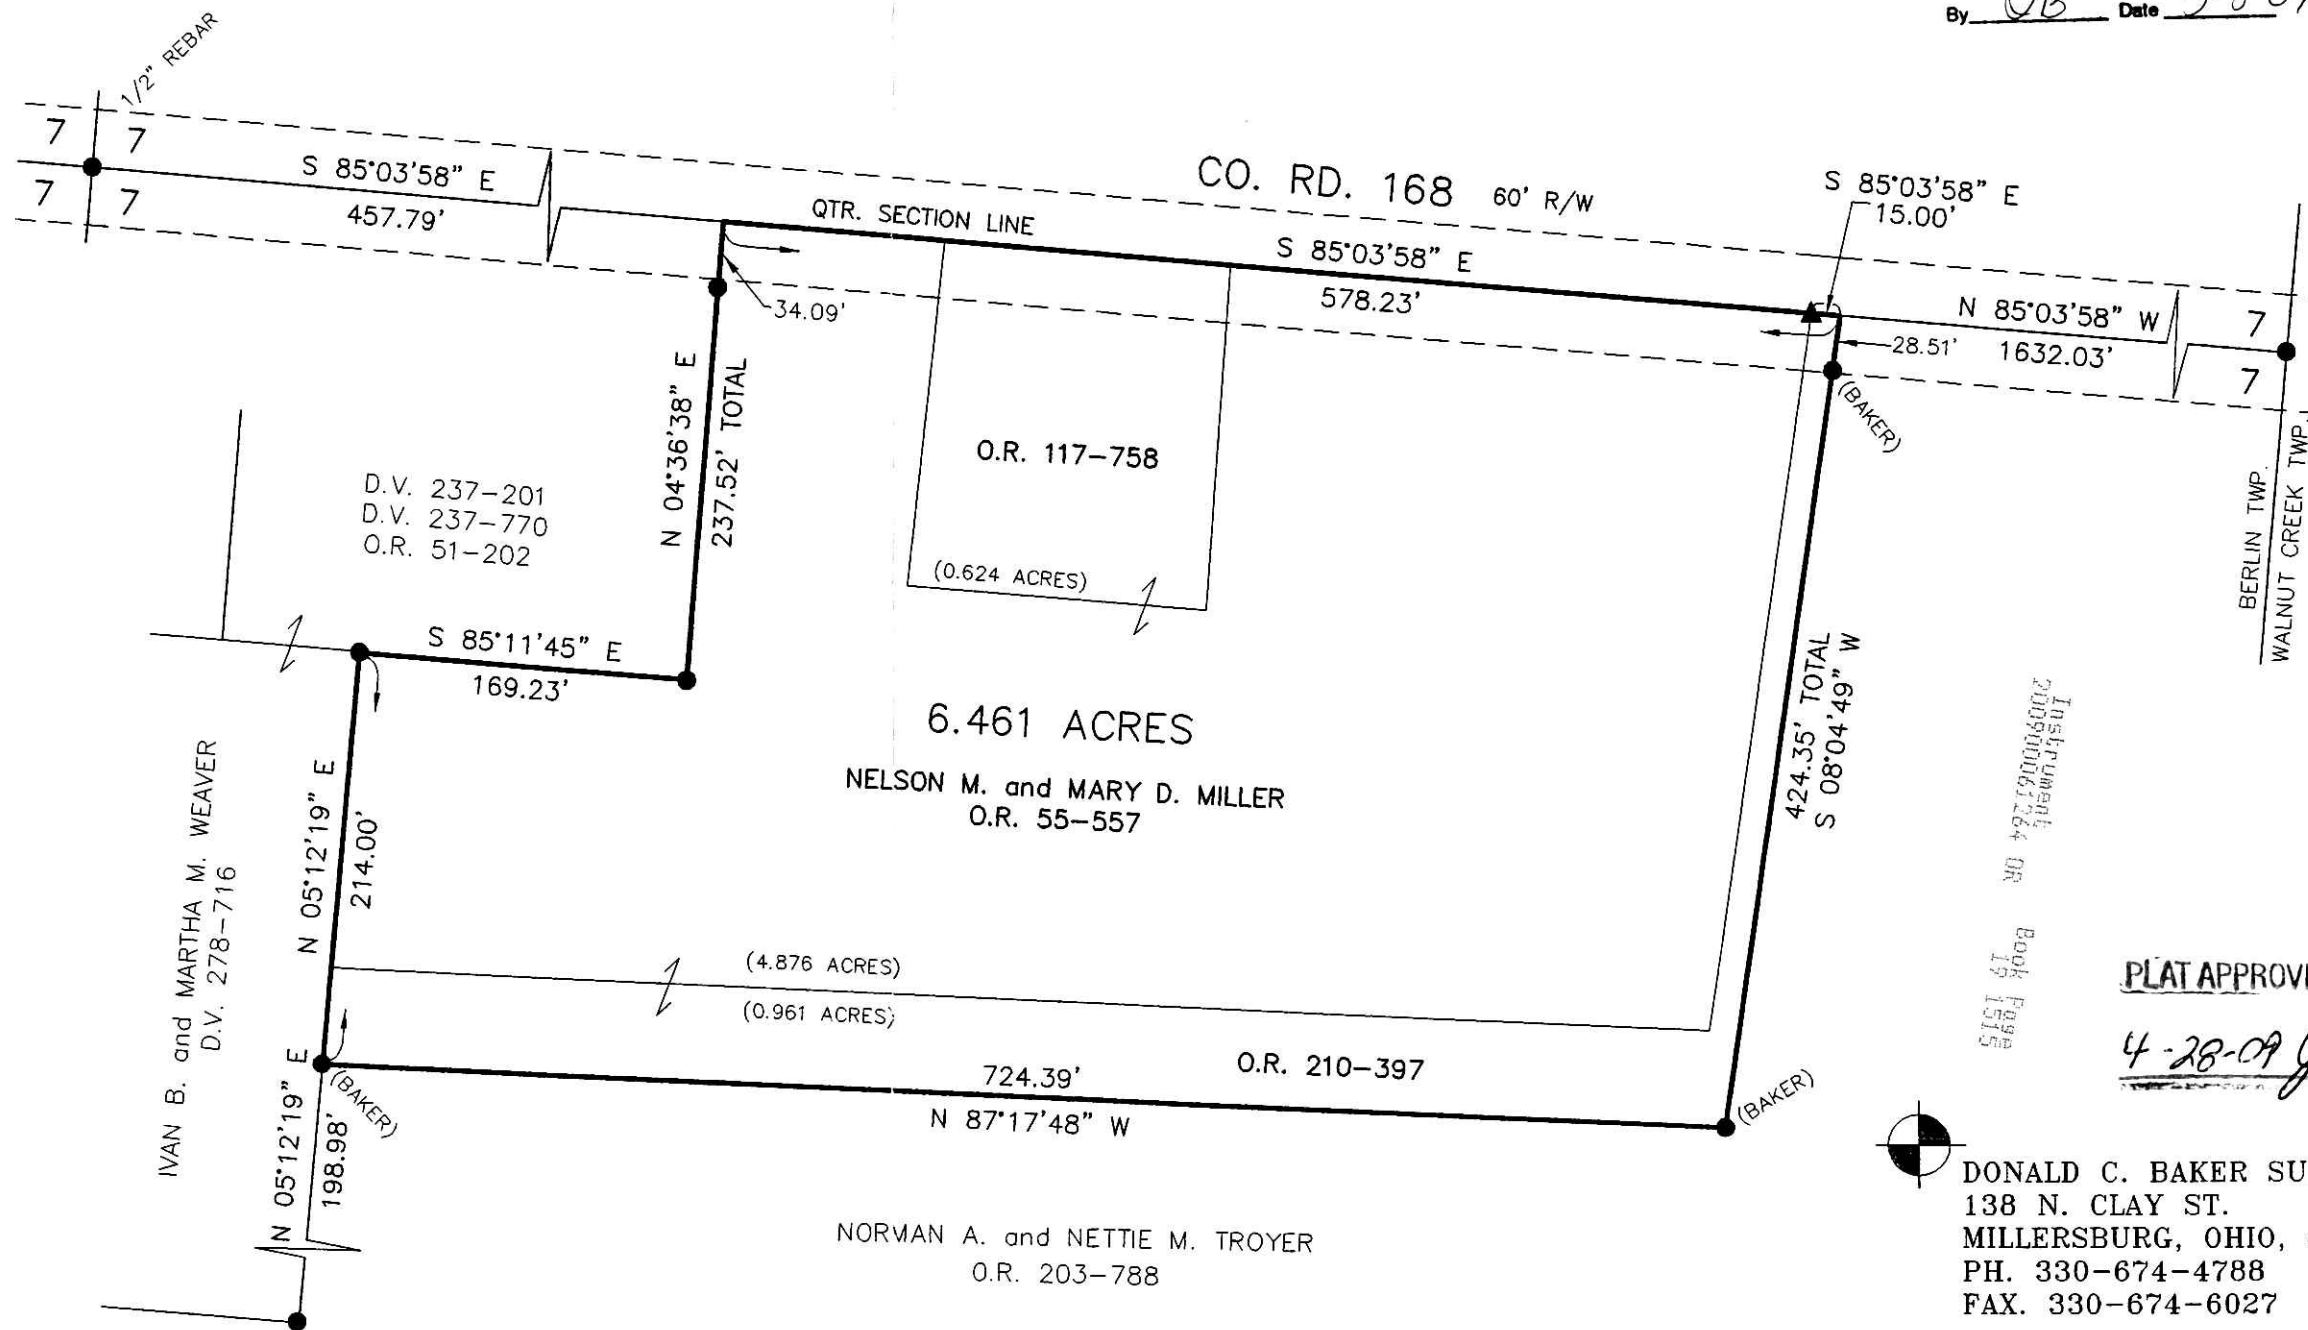 By Date
1/2" REBAR
7 7
7 7
S 85°03'58" E
457.79'
QTR. SECTION LINE
CO. RD. 168 60' R/W
S 85°03'58" E
578.23'
S 85°03'58" E
15.00'
N 85°03'58" W
1632.03'
7
7
34.09'
28.51'
(BAKER)
N 04°36'38" E
237.52' TOTAL
O.R. 117-758
(0.624 ACRES)
D.V. 237-201
D.V. 237-770
O.R. 51-202
BERLIN TWP.
WALNUT CREEK TWP.
S 85°11'45" E
169.23'
424.35' TOTAL
S 08°04'49" W
6.461 ACRES
NELSON M. and MARY D. MILLER
O.R. 55-557
IVAN B. and MARTHA M. WEAVER
D.V. 278-716
N 05°12'19" E
214.00'
Instrument
200900061264 OR
Book Page
19 1515
(4.876 ACRES)
(0.961 ACRES)
PLAT APPROV
4-28-09
(BAKER)
724.39'
N 87°17'48" W
O.R. 210-397
(BAKER)
N 05°12'19" E
198.98'
NORMAN A. and NETTIE M. TROYER
O.R. 203-788
DONALD C. BAKER SU
138 N. CLAY ST.
MILLERSBURG, OHIO,
PH. 330-674-4788
FAX. 330-674-6027